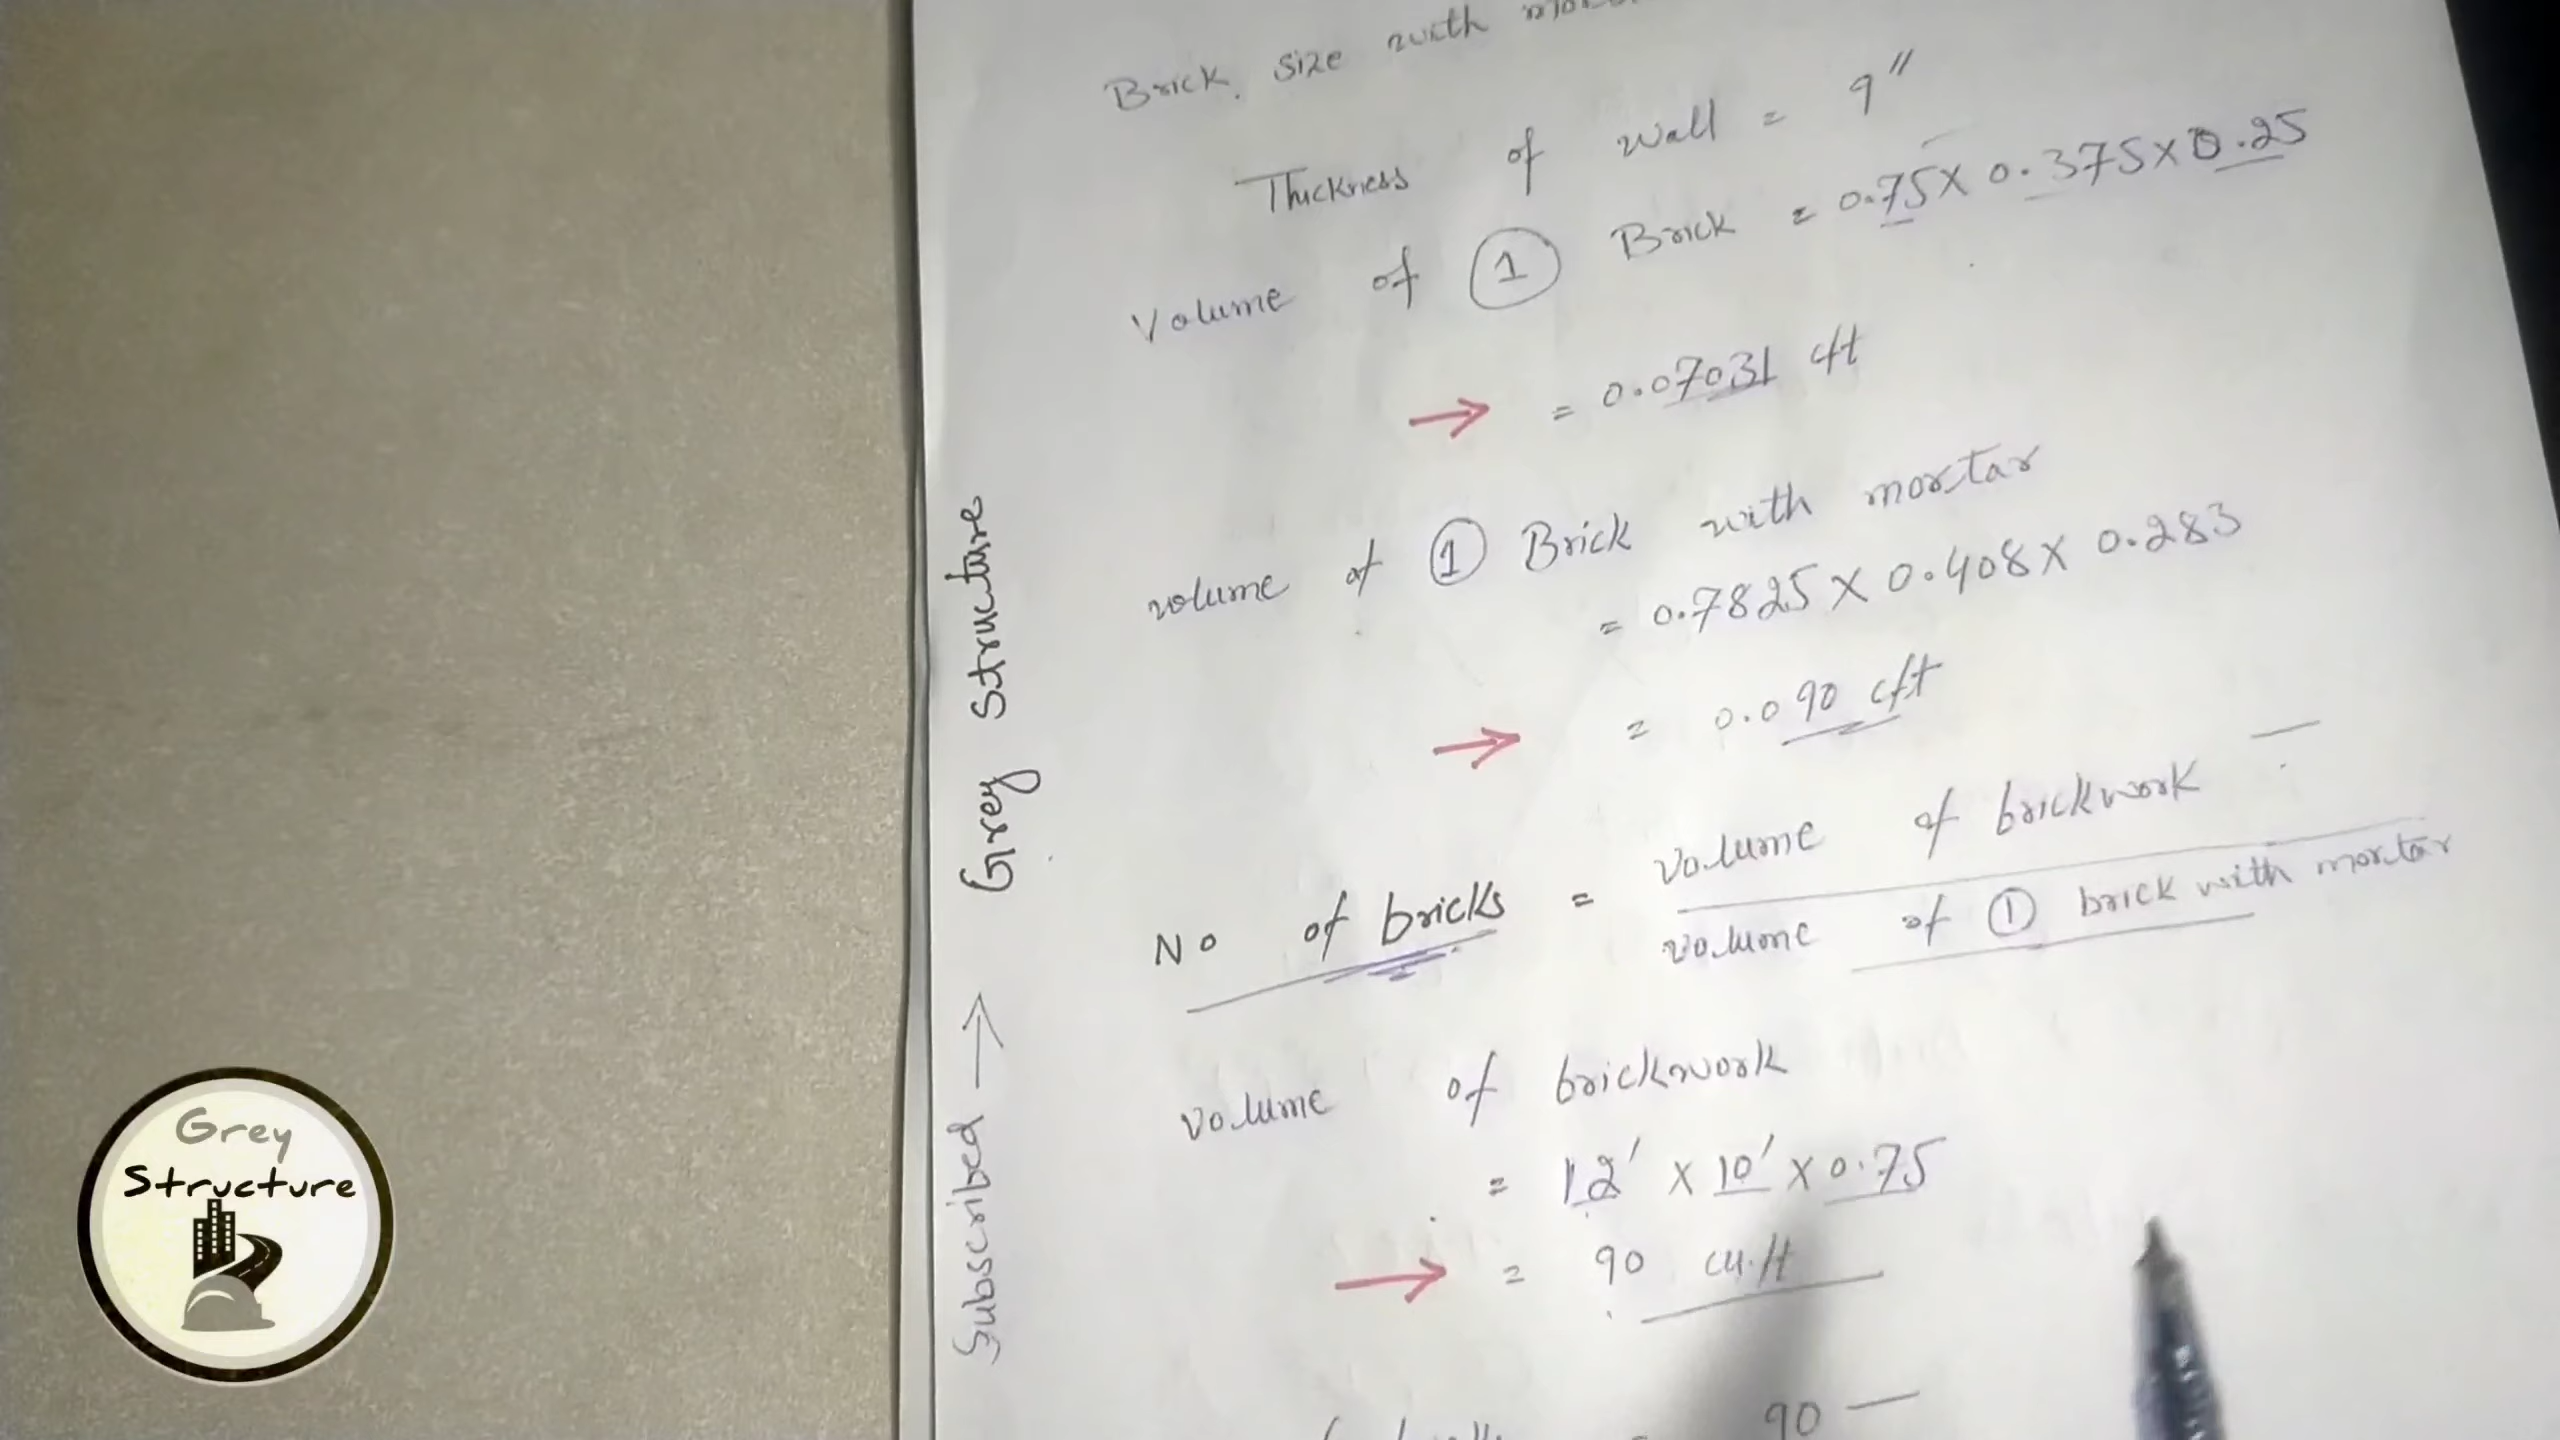 Brick size with
Thickness of wall = 9"
Volume of 1 Brick = 0.75 X 0.375 X 0.25
= 0.07031 cft
volume of 1 Brick with mortar
= 0.7825 X 0.408 X 0.283
= 0.090 cft
No of bricks = volume of brickwork
volume of 1 brick with mortar
volume of brickwork
= 12' X 10' X 0.75
= 90 cu.ft
= 90
Subscribed → Grey Structure
Grey
Structure